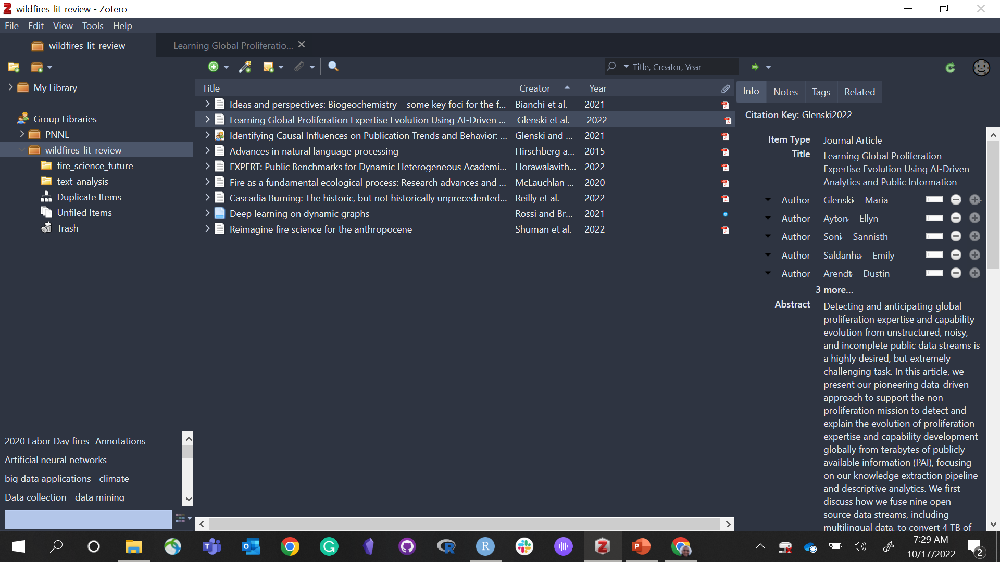 wildfires_lit_review - Zotero
File Edit View Tools Help
wildfires_lit_review
Learning Global Proliferatio...
Title, Creator, Year
My Library
Group Libraries
PNNL
wildfires_lit_review
fire_science_future
text_analysis
Duplicate Items
Unfiled Items
Trash
2020 Labor Day fires Annotations
Artificial neural networks
big data applications climate
Data collection data mining
Title Creator Year
Ideas and perspectives: Biogeochemistry – some key foci for the f... Bianchi et al. 2021
Learning Global Proliferation Expertise Evolution Using AI-Driven ... Glenski et al. 2022
Identifying Causal Influences on Publication Trends and Behavior: ... Glenski and ... 2021
Advances in natural language processing Hirschberg a... 2015
EXPERT: Public Benchmarks for Dynamic Heterogeneous Academi... Horawalavith... 2022
Fire as a fundamental ecological process: Research advances and ... McLauchlan ... 2020
Cascadia Burning: The historic, but not historically unprecedented... Reilly et al. 2022
Deep learning on dynamic graphs Rossi and Br... 2021
Reimagine fire science for the anthropocene Shuman et al. 2022
Info Notes Tags Related
Citation Key: Glenski2022
Item Type Journal Article
Title Learning Global Proliferation
Expertise Evolution Using AI-Driven
Analytics and Public Information
Author Glenski, Maria
Author Ayton, Ellyn
Author Soni, Sannisth
Author Saldanha, Emily
Author Arendt, Dustin
3 more...
Abstract Detecting and anticipating global
proliferation expertise and capability
evolution from unstructured, noisy,
and incomplete public data streams is
a highly desired, but extremely
challenging task. In this article, we
present our pioneering data-driven
approach to support the non-
proliferation mission to detect and
explain the evolution of proliferation
expertise and capability development
globally from terabytes of publicly
available information (PAI), focusing
on our knowledge extraction pipeline
and descriptive analytics. We first
discuss how we fuse nine open-
source data streams, including
multilingual data, to convert 4 TB of
7:29 AM
10/17/2022
2